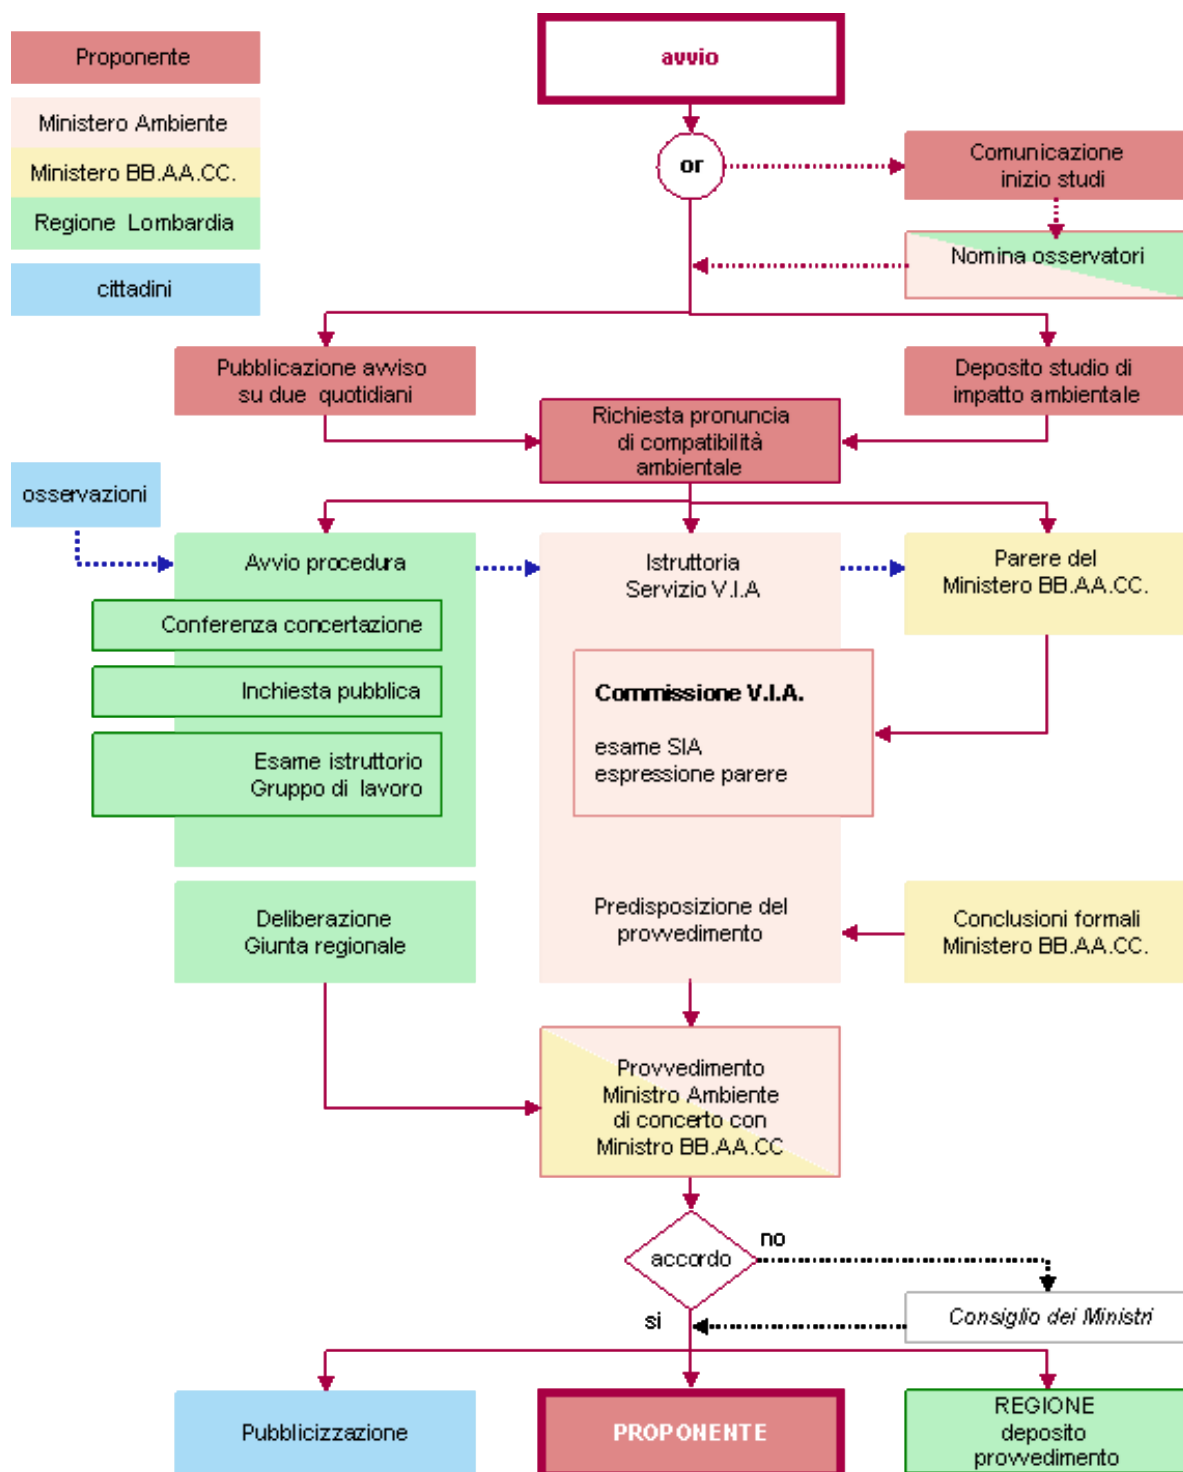 Proponente
Ministero Ambiente
Ministero BB.AA.CC.
Regione Lombardia
cittadini
avvio
or
Comunicazione
inizio studi
Nomina osservatori
Pubblicazione avviso
su due quotidiani
Deposito studio di
impatto ambientale
Richiesta pronuncia
di compatibilità
ambientale
osservazioni
Avvio procedura
Conferenza concertazione
Inchiesta pubblica
Esame istruttorio
Gruppo di lavoro
Istruttoria
Servizio V.I.A
Commissione V.I.A.
esame SIA
espressione parere
Parere del
Ministero BB.AA.CC.
Deliberazione
Giunta regionale
Predisposizione del
provvedimento
Conclusioni formali
Ministero BB.AA.CC.
Provvedimento
Ministro Ambiente
di concerto con
Ministro BB.AA.CC
accordo
no
si
Consiglio dei Ministri
Pubblicizzazione
PROPONENTE
REGIONE
deposito
provvedimento